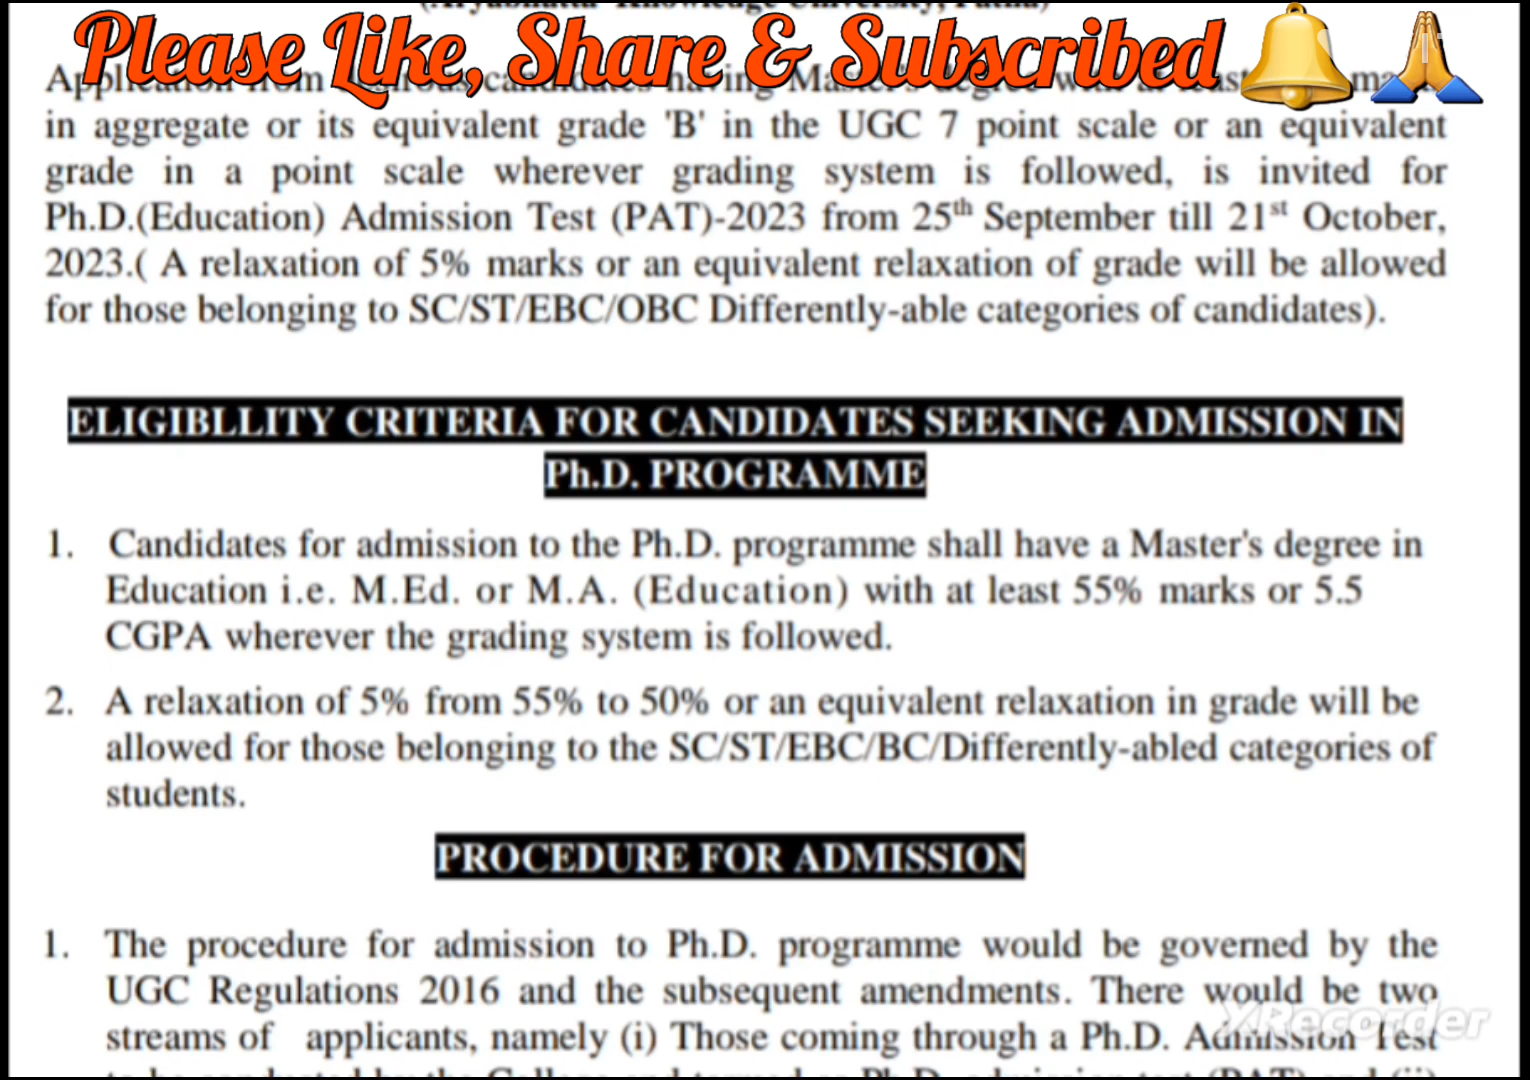 (Aryabhatta Knowledge University, Patna)
Please Like, Share & Subscribed
Application from
in aggregate or its equivalent grade 'B' in the UGC 7 point scale or an equivalent
grade in a point scale wherever grading system is followed, is invited for
Ph.D.(Education) Admission Test (PAT)-2023 from 25th September till 21st October,
2023.( A relaxation of 5% marks or an equivalent relaxation of grade will be allowed
for those belonging to SC/ST/EBC/OBC Differently-able categories of candidates).
ELIGIBLLITY CRITERIA FOR CANDIDATES SEEKING ADMISSION IN
Ph.D. PROGRAMME
1. Candidates for admission to the Ph.D. programme shall have a Master's degree in
Education i.e. M.Ed. or M.A. (Education) with at least 55% marks or 5.5
CGPA wherever the grading system is followed.
2. A relaxation of 5% from 55% to 50% or an equivalent relaxation in grade will be
allowed for those belonging to the SC/ST/EBC/BC/Differently-abled categories of
students.
PROCEDURE FOR ADMISSION
1. The procedure for admission to Ph.D. programme would be governed by the
UGC Regulations 2016 and the subsequent amendments. There would be two
streams of applicants, namely (i) Those coming through a Ph.D. Admission Test
XRecorder